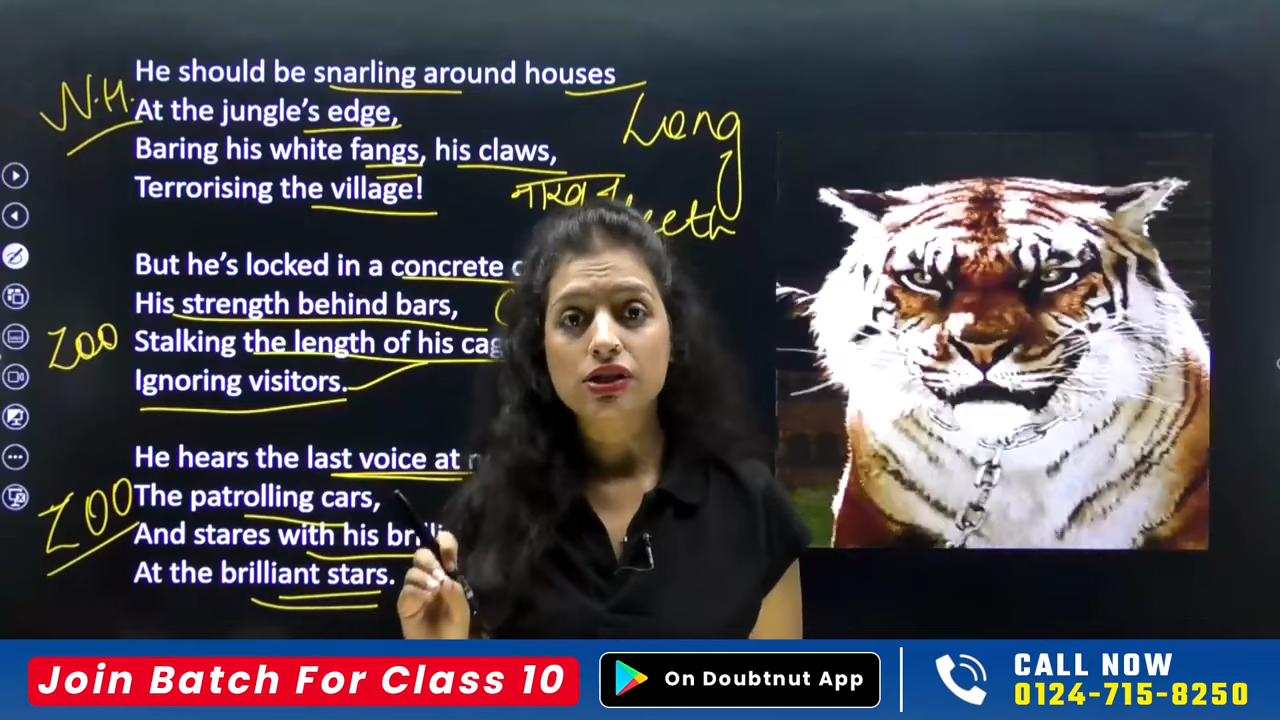 He should be snarling around houses
N.H.
At the jungle's edge,
Long
Baring his white fangs, his claws,
Terrorising the village!
नाखून
But he's locked in a concrete
His strength behind bars,
ZOO
Stalking the length of his
Ignoring visitors.
He hears the last voice at
ZOO
The patrolling cars,
And stares with his
At the brilliant stars.
Join Batch For Class 10
On Doubtnut App
CALL NOW
0124-715-8250